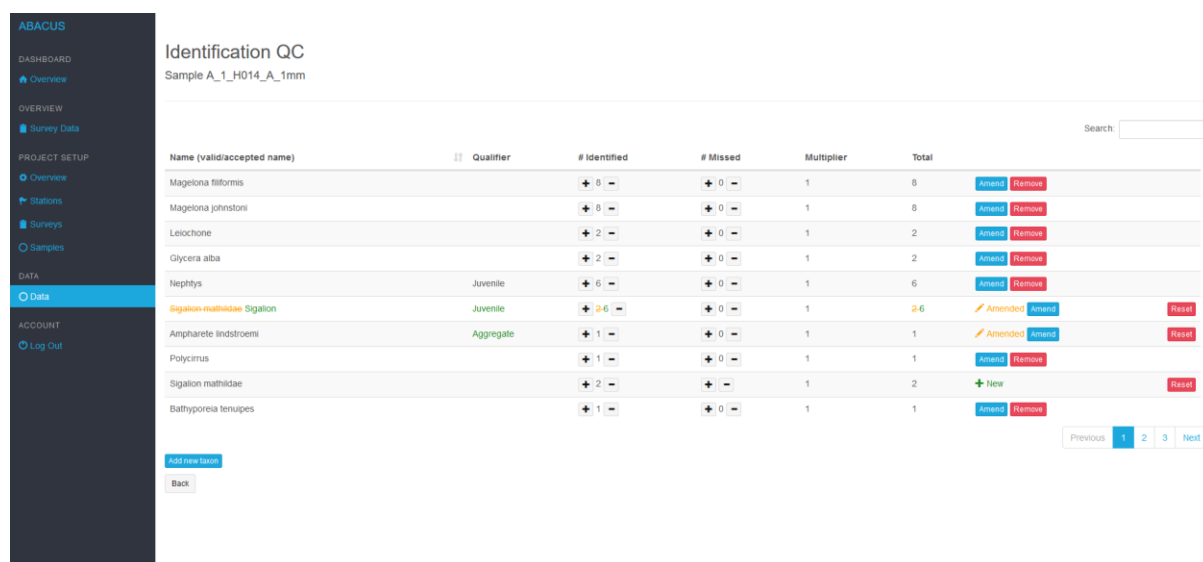 ABACUS
DASHBOARD
Overview
OVERVIEW
Survey Data
PROJECT SETUP
Overview
Stations
Surveys
Samples
DATA
Data
ACCOUNT
Log Out
Identification QC
Sample A_1_H014_A_1mm
Search:
Name (valid/accepted name) Qualifier # Identified # Missed Multiplier Total
Magelona filiformis + 8 - + 0 - 1 8 Amend Remove
Magelona johnstoni + 8 - + 0 - 1 8 Amend Remove
Leiochone + 2 - + 0 - 1 2 Amend Remove
Glycera alba + 2 - + 0 - 1 2 Amend Remove
Nephtys Juvenile + 6 - + 0 - 1 6 Amend Remove
Sigalion mathildae Sigalion Juvenile + 2 6 - + 0 - 1 2 6 Amended Amend Reset
Ampharete lindstroemi Aggregate + 1 - + 0 - 1 1 Amended Amend Reset
Polycirrus + 1 - + 0 - 1 1 Amend Remove
Sigalion mathildae + 2 - + - 1 2 + New Reset
Bathyporeia tenuipes + 1 - + 0 - 1 1 Amend Remove
Previous 1 2 3 Next
Add new taxon
Back